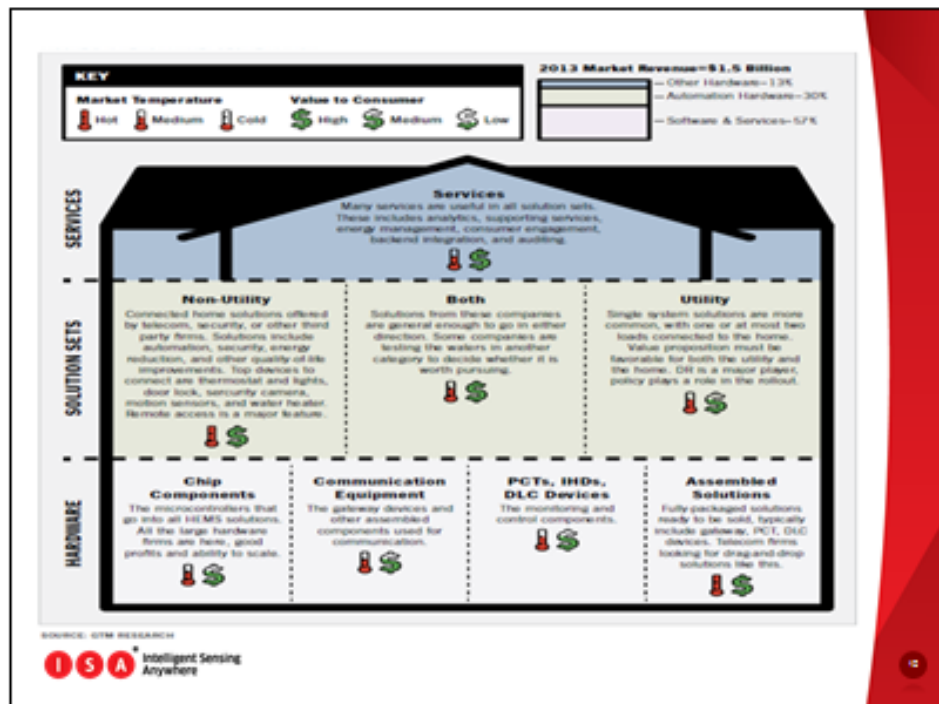 KEY
Market Temperature
Value to Consumer
Hot
Medium
Cold
High
Medium
Low
2013 Market Revenue=$1.5 Billion
Other Hardware—13%
Automation Hardware—30%
Software & Services—57%
SERVICES
Services
Many services are useful in all solution sets.
These includes analytics, supporting services,
energy management, consumer engagement,
backend integration, and auditing.
SOLUTION SETS
Non-Utility
Connected home solutions offered
by telecom, security, or other third
party firms. Solutions include
automation, security, energy
reduction, and other quality of life
improvements. Top devices to
connect are thermostat and lights,
door lock, sercurity camera,
motion sensors, and water heater.
Remote access is a major feature.
Both
Solutions from these companies
are general enough to go in either
direction. Some companies are
testing the waters in another
category to decide whether it is
worth pursuing.
Utility
Single system solutions are more
common, with one or at most two
loads connected to the home.
Value proposition must be
favorable for both the utility and
the home. DR is a major player,
policy plays a role in the rollout.
HARDWARE
Chip
Components
The microcontrollers that
go into all HEMS solutions.
All the large hardware
firms are here, good
profits and ability to scale.
Communication
Equipment
The gateway devices and
other assembled
components used for
communication.
PCTs, IHDs,
DLC Devices
The monitoring and
control components.
Assembled
Solutions
Fully packaged solutions
ready to be sold, typically
include gateway, PCT, DLC
devices. Telecom firms
looking for drag-and-drop
solutions like this.
SOURCE: GTM RESEARCH
ISA
Intelligent Sensing
Anywhere